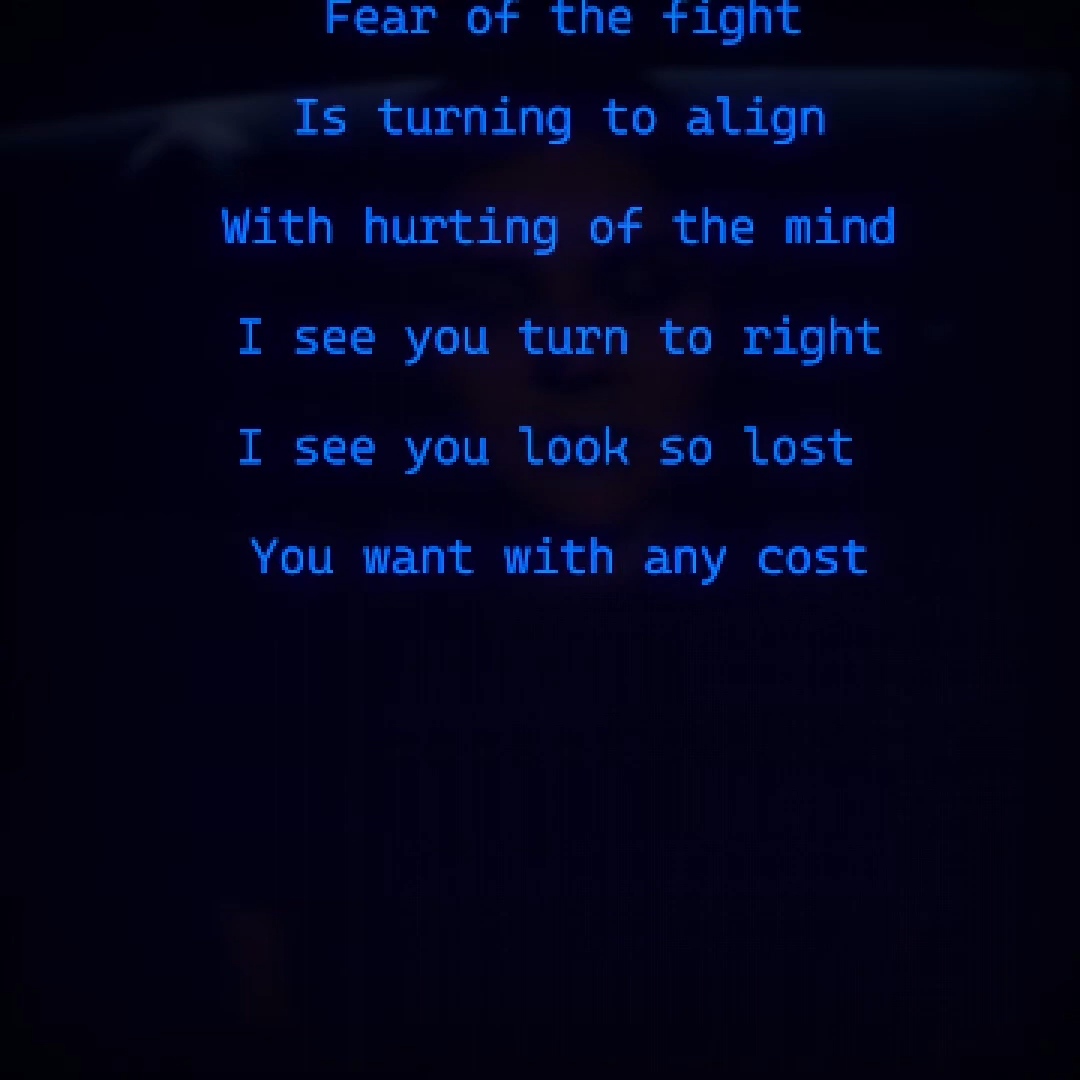 Fear of the fight
Is turning to align
With hurting of the mind
I see you turn to right
I see you look so lost
You want with any cost